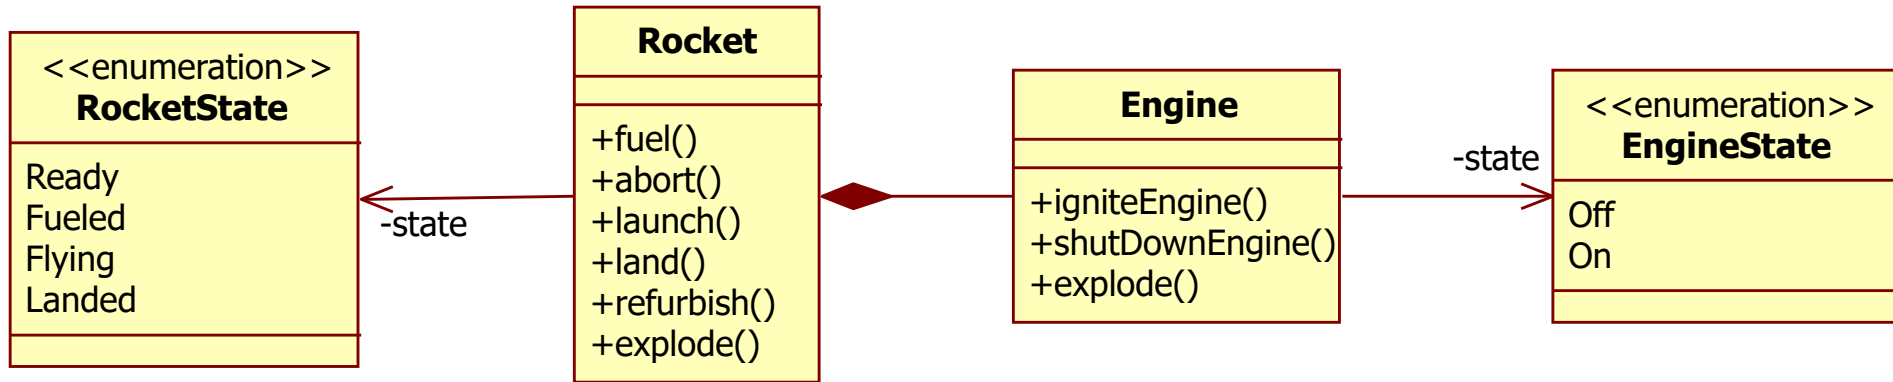 <<enumeration>>
RocketState
Ready
Fueled
Flying
Landed
-state
Rocket
+fuel()
+abort()
+launch()
+land()
+refurbish()
+explode()
Engine
+igniteEngine()
+shutDownEngine()
+explode()
-state
<<enumeration>>
EngineState
Off
On